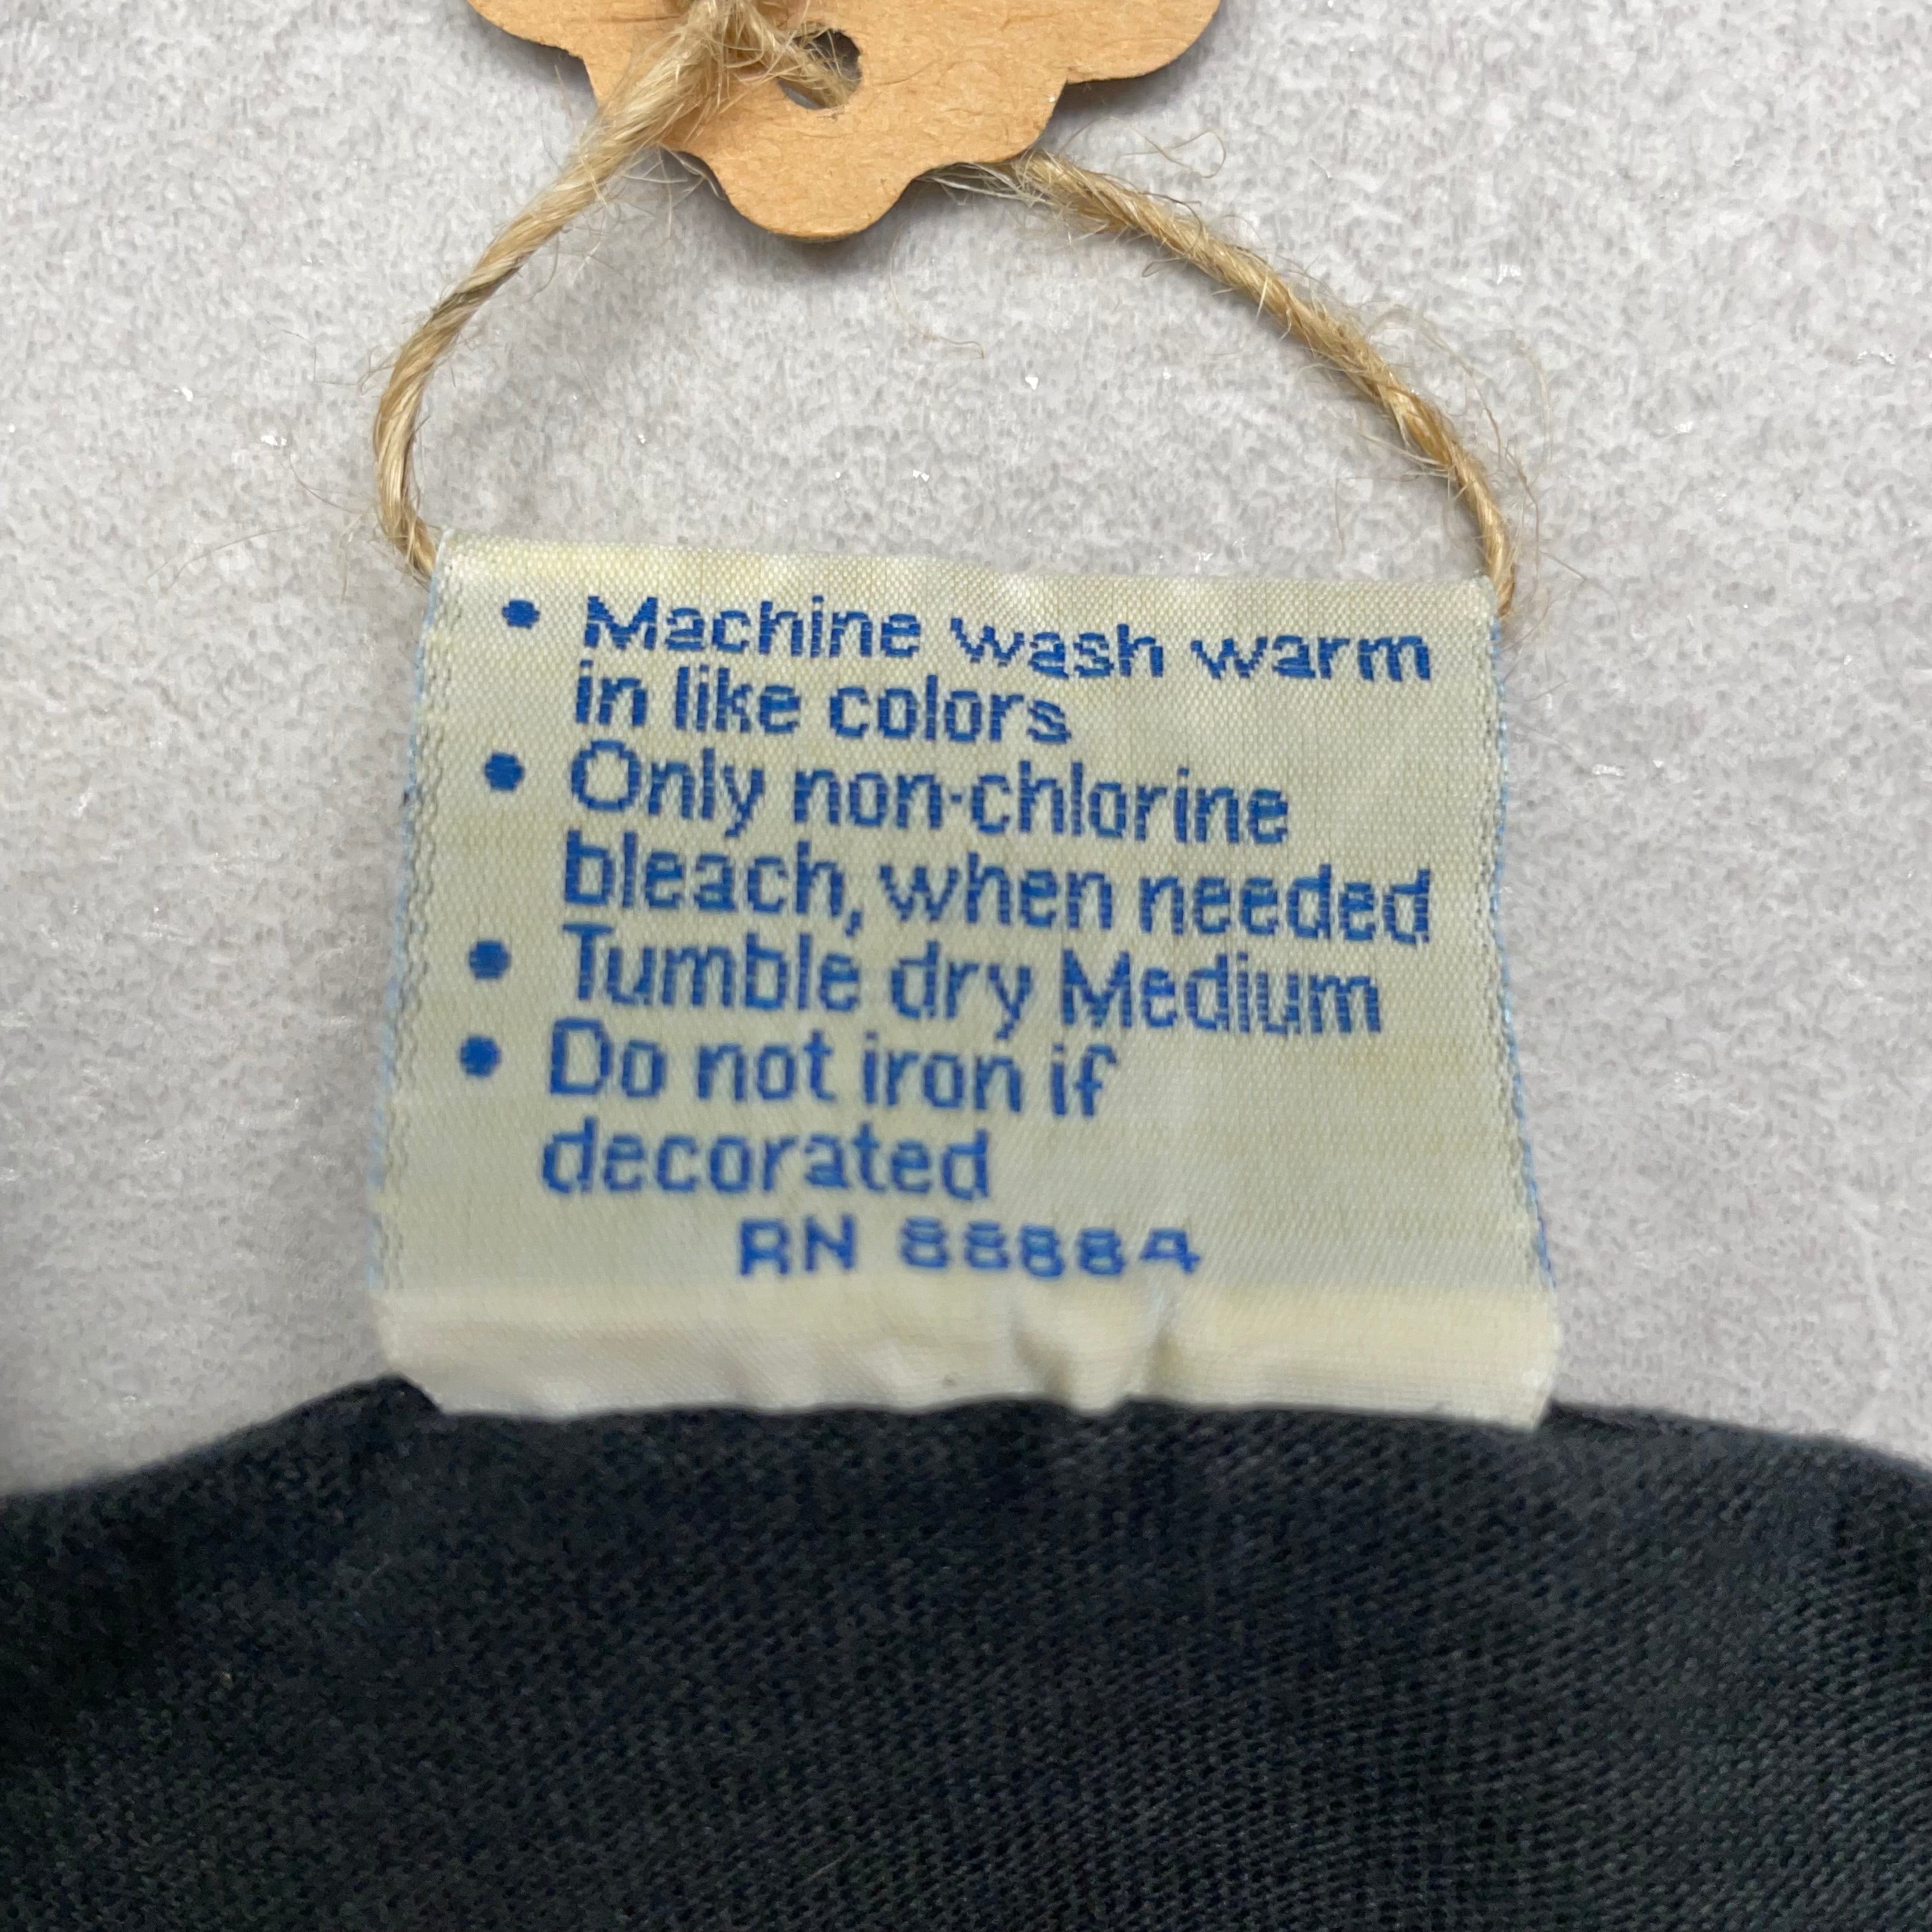 • Machine wash warm
in like colors
• Only non-chlorine
bleach, when needed
• Tumble dry Medium
• Do not iron if
decorated
RN 88884